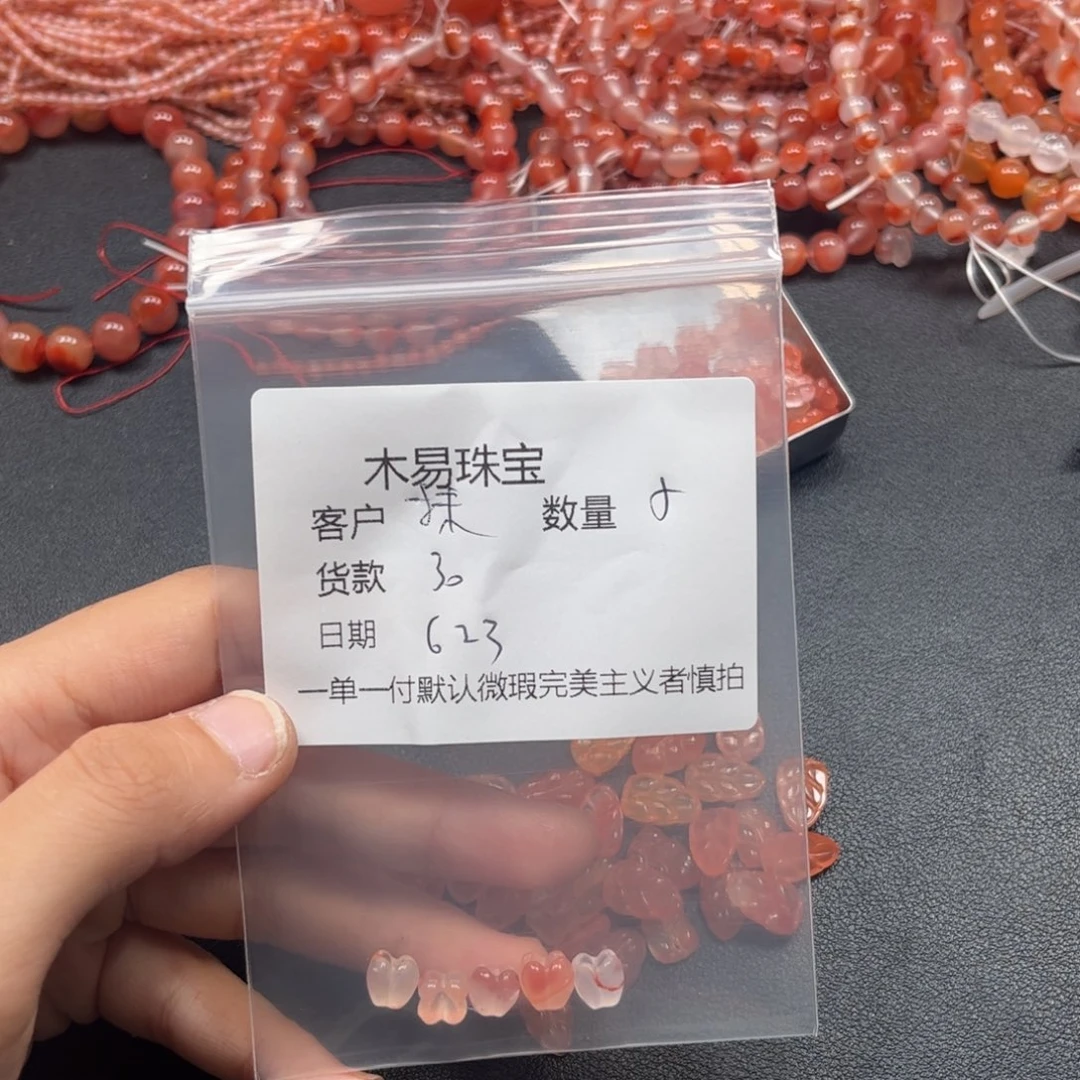 木易珠宝
客户 数量
货款 30
日期 623
一单一付默认微瑕完美主义者慎拍